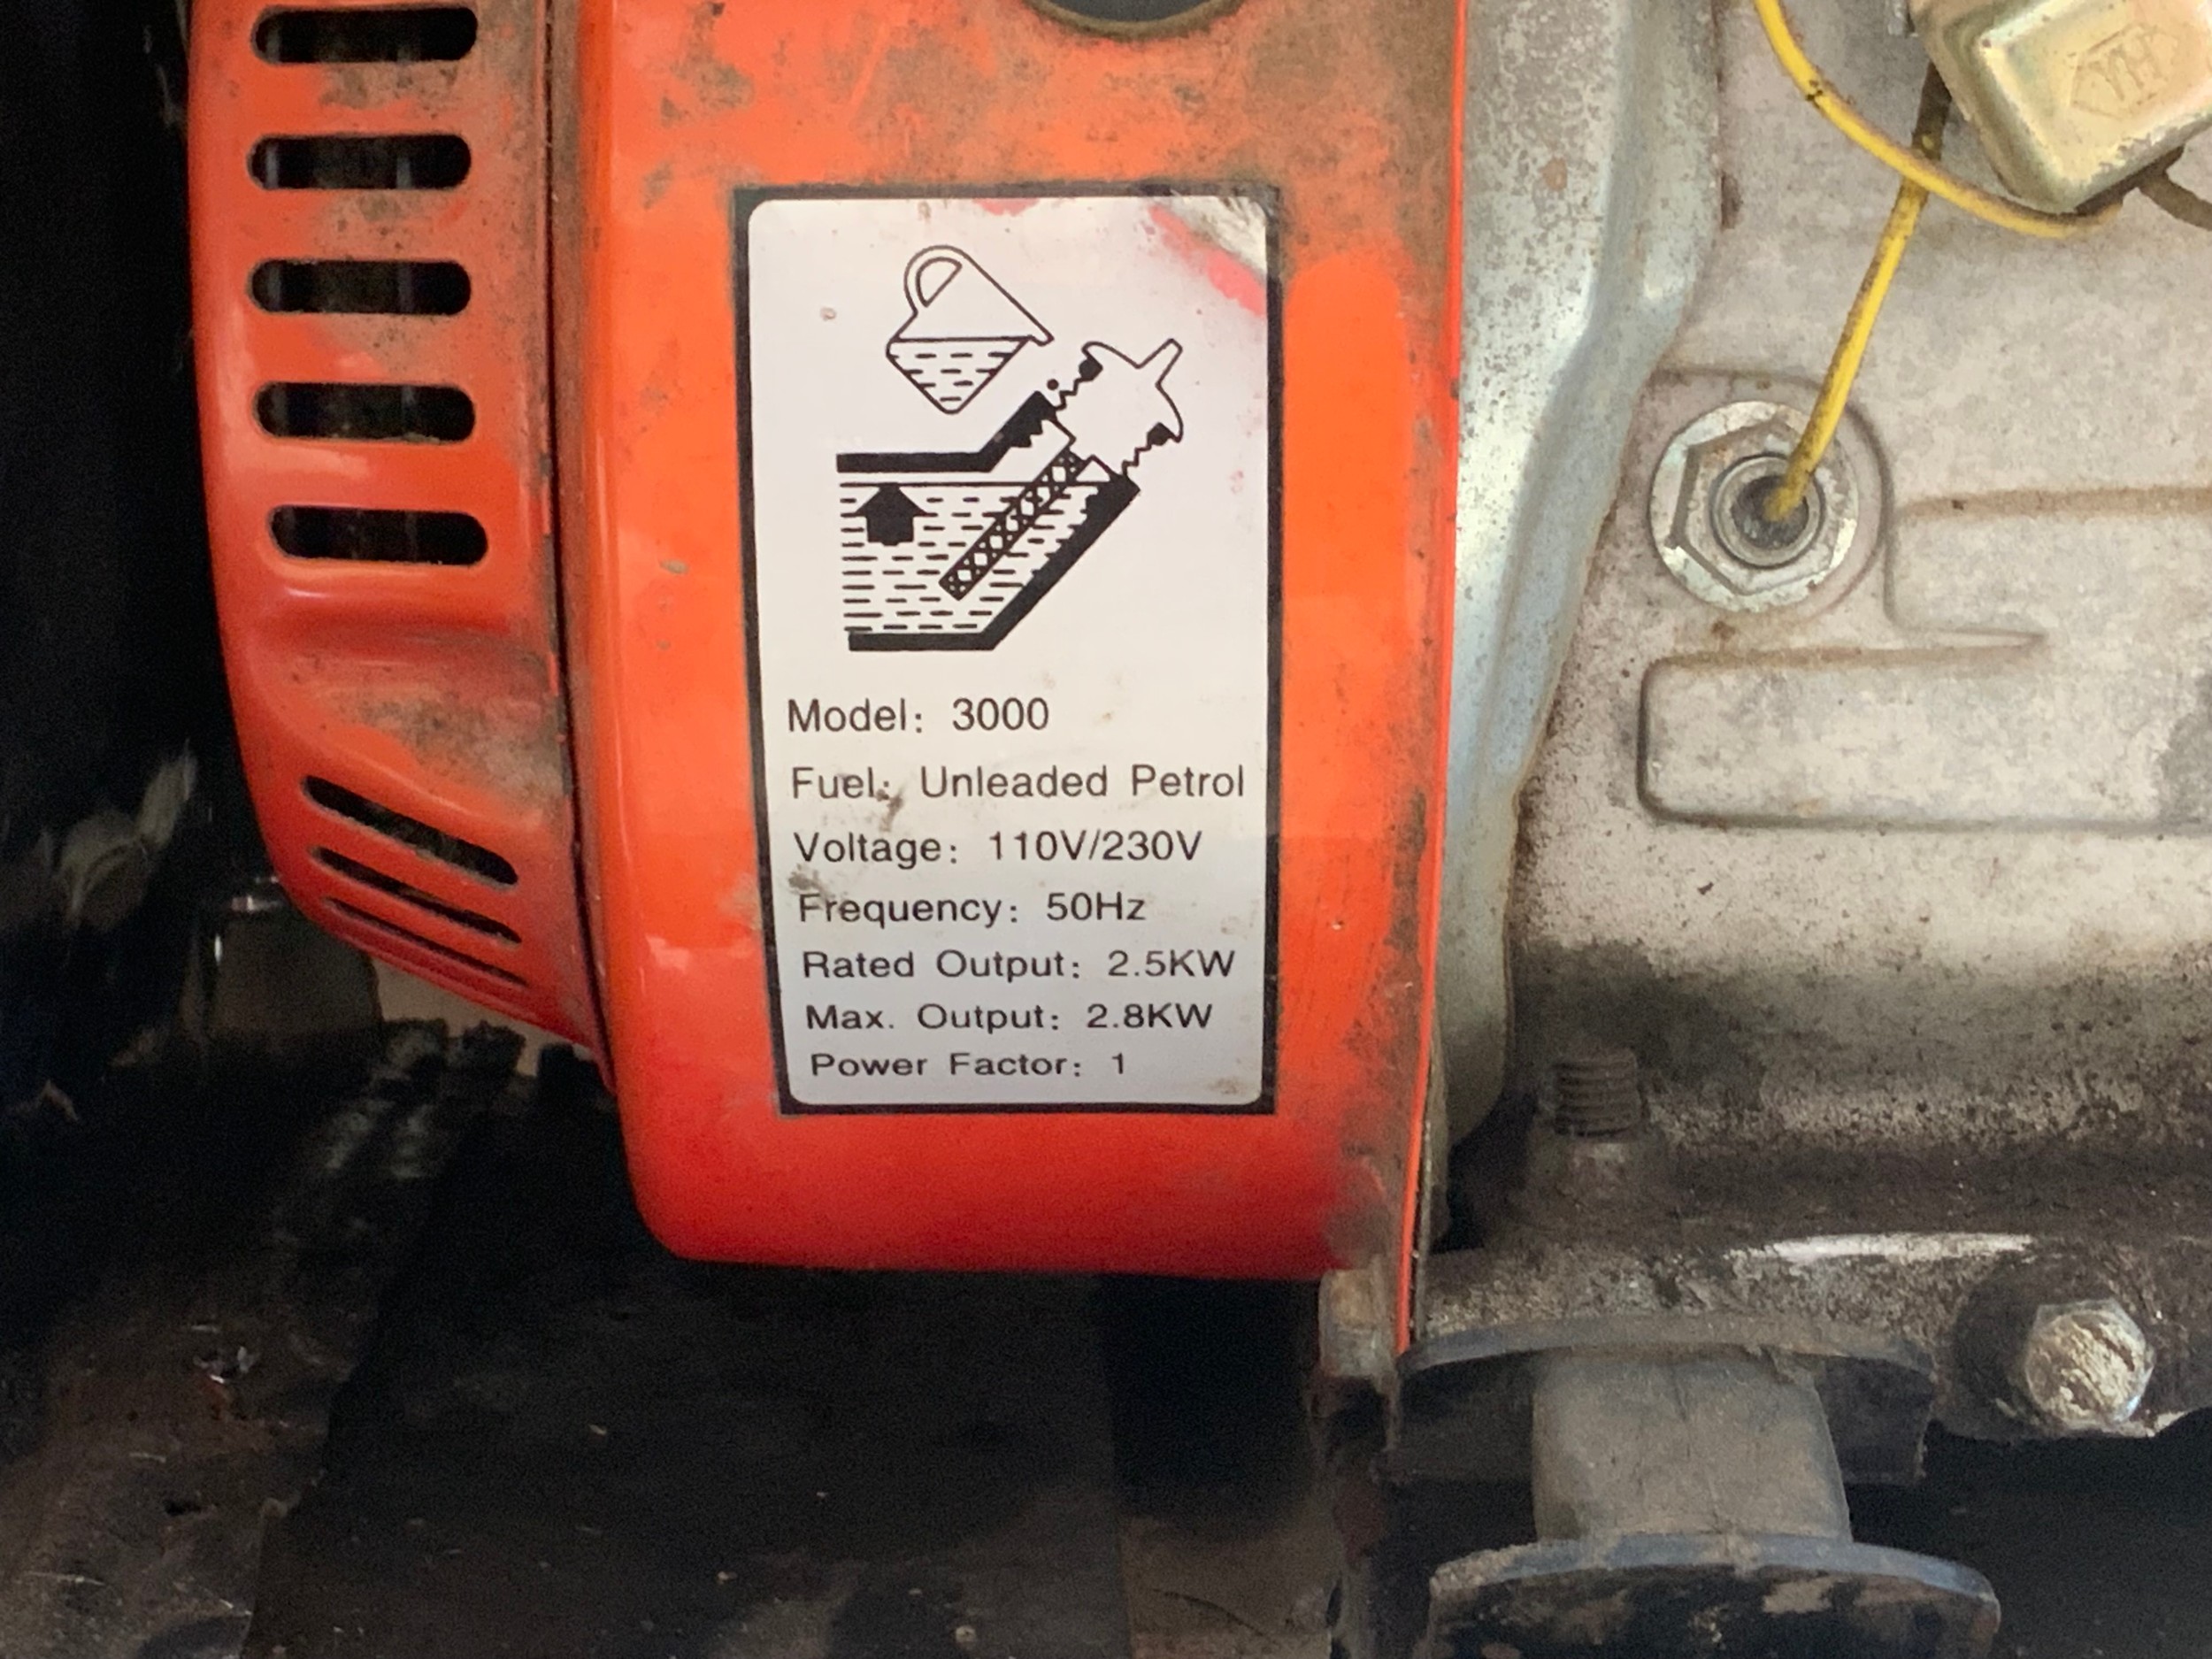 Model: 3000
Fuel: Unleaded Petrol
Voltage: 110V/230V
Frequency: 50Hz
Rated Output: 2.5KW
Max. Output: 2.8KW
Power Factor: 1